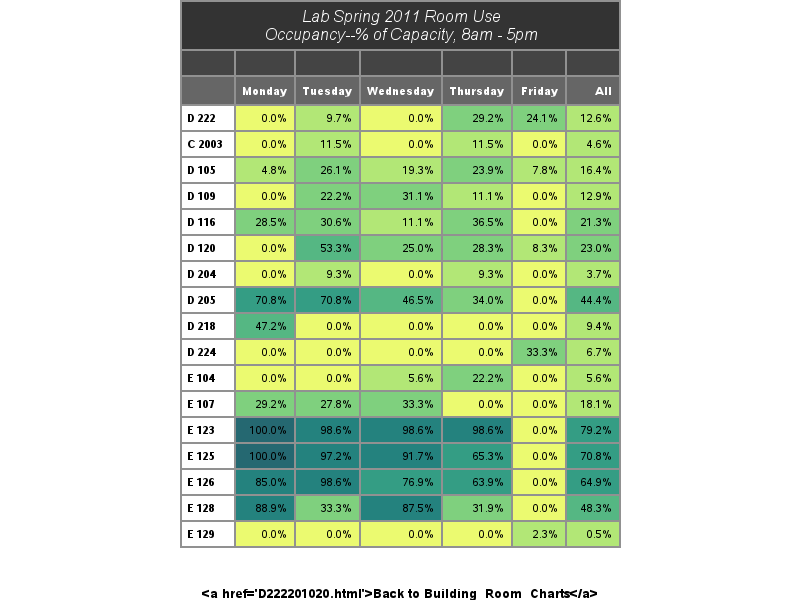 Lab Spring 2011 Room Use
Occupancy--% of Capacity, 8am - 5pm
Monday Tuesday Wednesday Thursday Friday All
D 222 0.0% 9.7% 0.0% 29.2% 24.1% 12.6%
C 2003 0.0% 11.5% 0.0% 11.5% 0.0% 4.6%
D 105 4.8% 26.1% 19.3% 23.9% 7.8% 16.4%
D 109 0.0% 22.2% 31.1% 11.1% 0.0% 12.9%
D 116 28.5% 30.6% 11.1% 36.5% 0.0% 21.3%
D 120 0.0% 53.3% 25.0% 28.3% 8.3% 23.0%
D 204 0.0% 9.3% 0.0% 9.3% 0.0% 3.7%
D 205 70.8% 70.8% 46.5% 34.0% 0.0% 44.4%
D 218 47.2% 0.0% 0.0% 0.0% 0.0% 9.4%
D 224 0.0% 0.0% 0.0% 0.0% 33.3% 6.7%
E 104 0.0% 0.0% 5.6% 22.2% 0.0% 5.6%
E 107 29.2% 27.8% 33.3% 0.0% 0.0% 18.1%
E 123 100.0% 98.6% 98.6% 98.6% 0.0% 79.2%
E 125 100.0% 97.2% 91.7% 65.3% 0.0% 70.8%
E 126 85.0% 98.6% 76.9% 63.9% 0.0% 64.9%
E 128 88.9% 33.3% 87.5% 31.9% 0.0% 48.3%
E 129 0.0% 0.0% 0.0% 0.0% 2.3% 0.5%
<a href='D222201020.html'>Back to Building_Room_Charts</a>